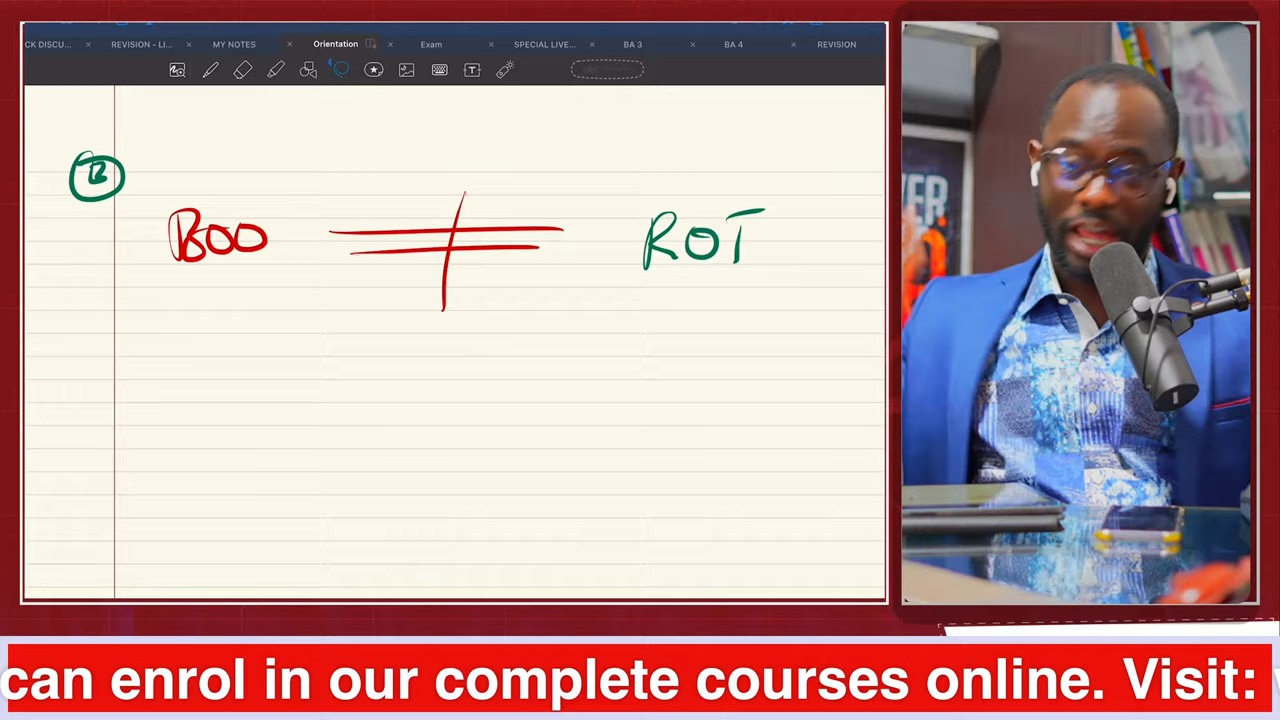 CK DISCU... REVISION - LI... MY NOTES Orientation Exam SPECIAL LIVE... BA 3 BA 4 REVISION
B
BOO ≠ ROT
can enrol in our complete courses online. Visit: